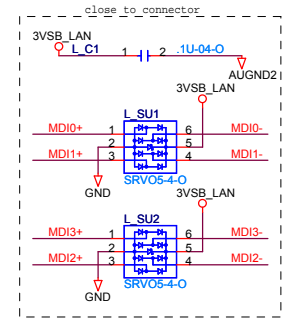 close to connector
3VSB_LAN
L_C1 1 2 .1U-04-O
AUGND2
3VSB_LAN
L_SU1
MDI0+ 1 6 MDI0-
2 5
MDI1+ 3 4 MDI1-
SRVO5-4-O
GND
3VSB_LAN
L_SU2
MDI3+ 1 6 MDI3-
2 5
MDI2+ 3 4 MDI2-
SRVO5-4-O
GND